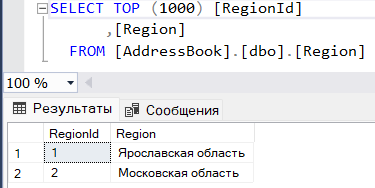 SELECT TOP (1000) [RegionId]
,[Region]
FROM [AddressBook].[dbo].[Region]
100 %
Результаты Сообщения
RegionId Region
1 1 Ярославская область
2 2 Московская область